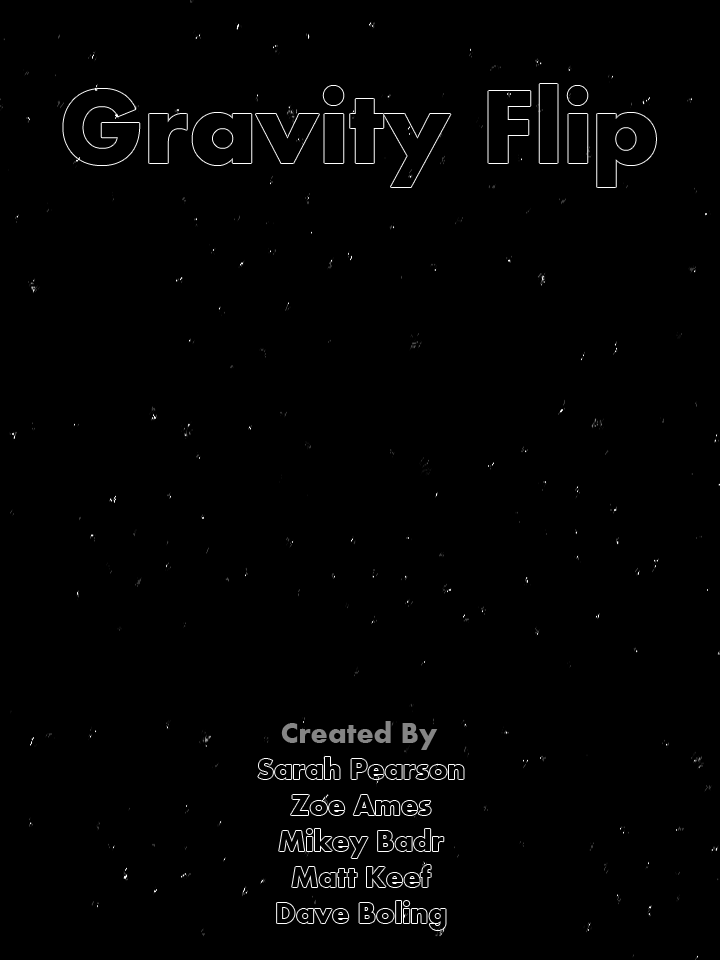 Gravity Flip
Created By
Sarah Pearson
Zoe Ames
Mikey Badr
Matt Keef
Dave Boling